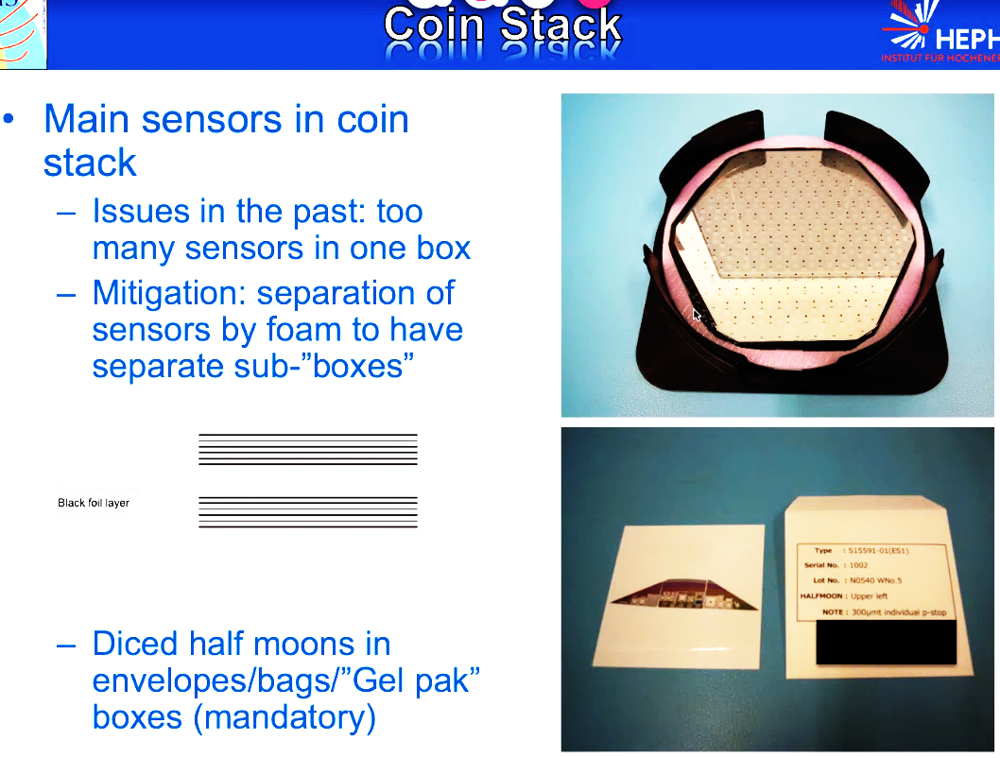 Coin Stack
HEPH
INSTITUT FÜR HOCHENER
• Main sensors in coin
stack
– Issues in the past: too
many sensors in one box
– Mitigation: separation of
sensors by foam to have
separate sub-”boxes”
Black foil layer
– Diced half moons in
envelopes/bags/”Gel pak”
boxes (mandatory)
Type : S15591-01(ES1)
Serial No. : 1002
Lot No. : N0540 WNo.5
HALFMOON : Upper left
NOTE : 300μmt individual p-stop